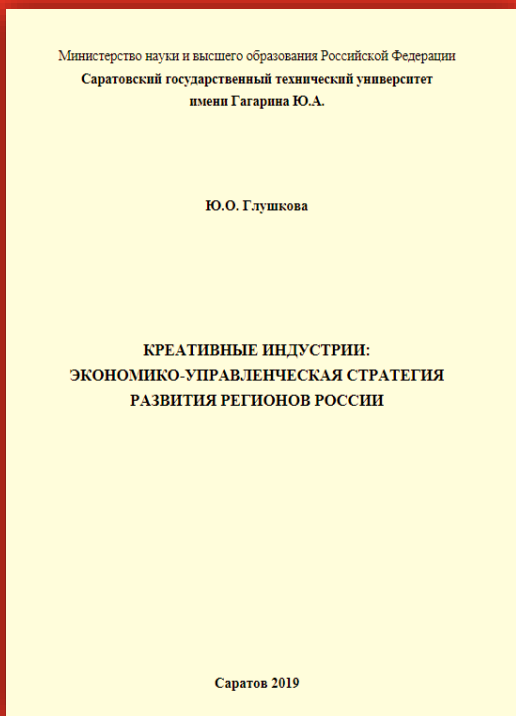 Министерство науки и высшего образования Российской Федерации
Саратовский государственный технический университет
имени Гагарина Ю.А.
Ю.О. Глушкова
КРЕАТИВНЫЕ ИНДУСТРИИ:
ЭКОНОМИКО-УПРАВЛЕНЧЕСКАЯ СТРАТЕГИЯ
РАЗВИТИЯ РЕГИОНОВ РОССИИ
Саратов 2019